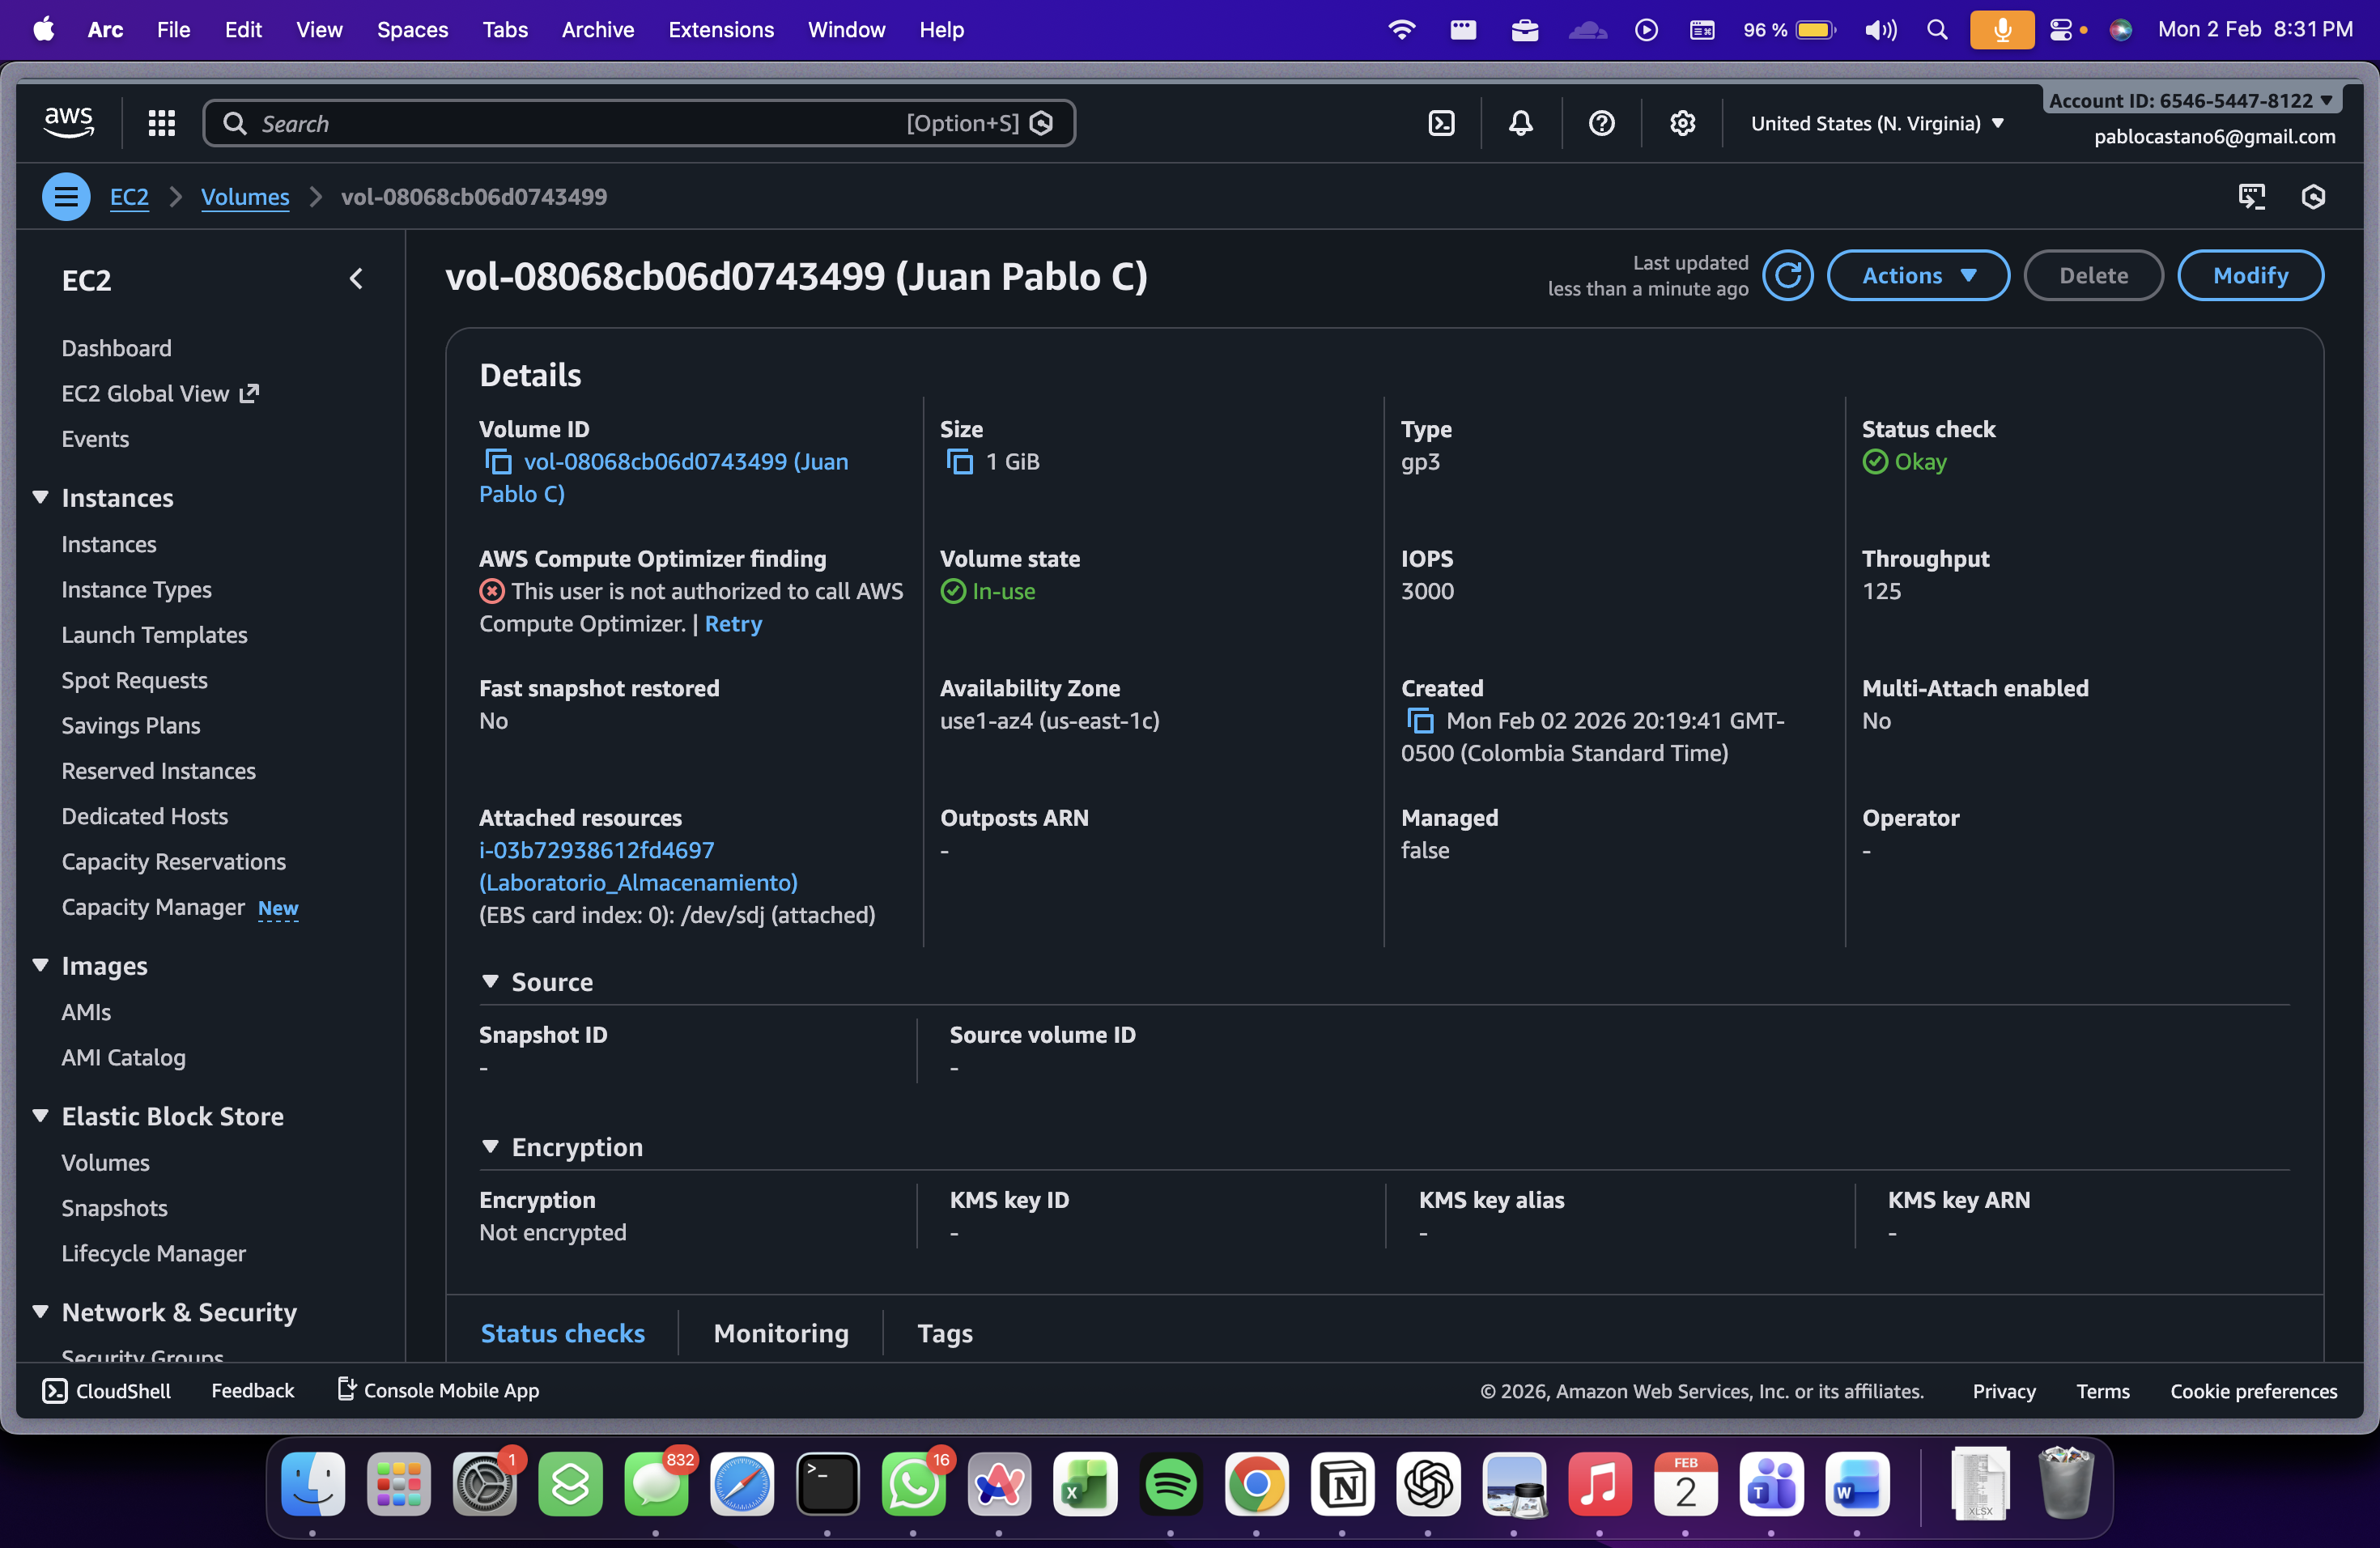 Arc File Edit View Spaces Tabs Archive Extensions Window Help
96 %
Mon 2 Feb 8:31 PM
aws
Search
[Option+S]
United States (N. Virginia)
Account ID: 6546-5447-8122
pablocastano6@gmail.com
EC2
Volumes
vol-08068cb06d0743499
EC2
Dashboard
EC2 Global View
Events
Instances
Instances
Instance Types
Launch Templates
Spot Requests
Savings Plans
Reserved Instances
Dedicated Hosts
Capacity Reservations
Capacity Manager New
Images
AMIs
AMI Catalog
Elastic Block Store
Volumes
Snapshots
Lifecycle Manager
Network & Security
Security Groups
vol-08068cb06d0743499 (Juan Pablo C)
Last updated
less than a minute ago
Actions
Delete
Modify
Details
Volume ID
vol-08068cb06d0743499 (Juan
Pablo C)
Size
1 GiB
Type
gp3
Status check
Okay
AWS Compute Optimizer finding
This user is not authorized to call AWS
Compute Optimizer. | Retry
Volume state
In-use
IOPS
3000
Throughput
125
Fast snapshot restored
No
Availability Zone
use1-az4 (us-east-1c)
Created
Mon Feb 02 2026 20:19:41 GMT-
0500 (Colombia Standard Time)
Multi-Attach enabled
No
Attached resources
i-03b72938612fd4697
(Laboratorio_Almacenamiento)
(EBS card index: 0): /dev/sdj (attached)
Outposts ARN
-
Managed
false
Operator
-
Source
Snapshot ID
-
Source volume ID
-
Encryption
Encryption
Not encrypted
KMS key ID
-
KMS key alias
-
KMS key ARN
-
Status checks
Monitoring
Tags
CloudShell
Feedback
Console Mobile App
© 2026, Amazon Web Services, Inc. or its affiliates.
Privacy
Terms
Cookie preferences
1
832
16
FEB
2
XLSX